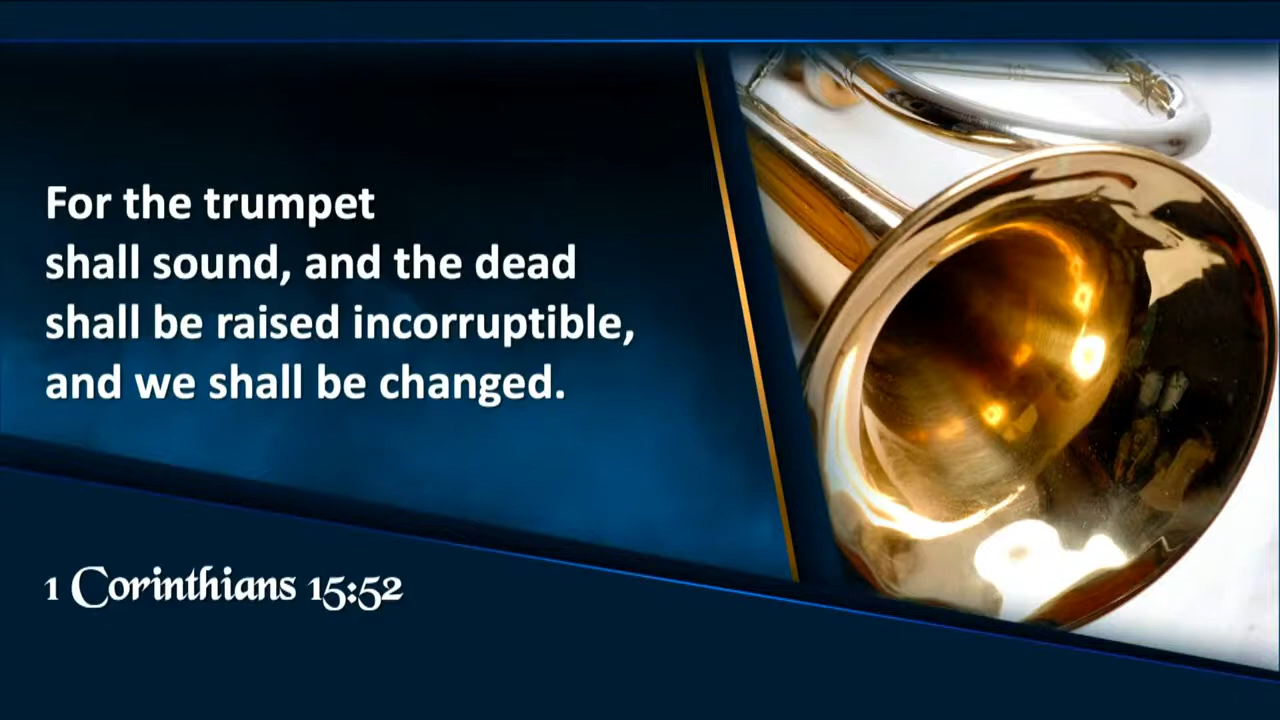 For the trumpet
shall sound, and the dead
shall be raised incorruptible,
and we shall be changed.
1 Corinthians 15:52